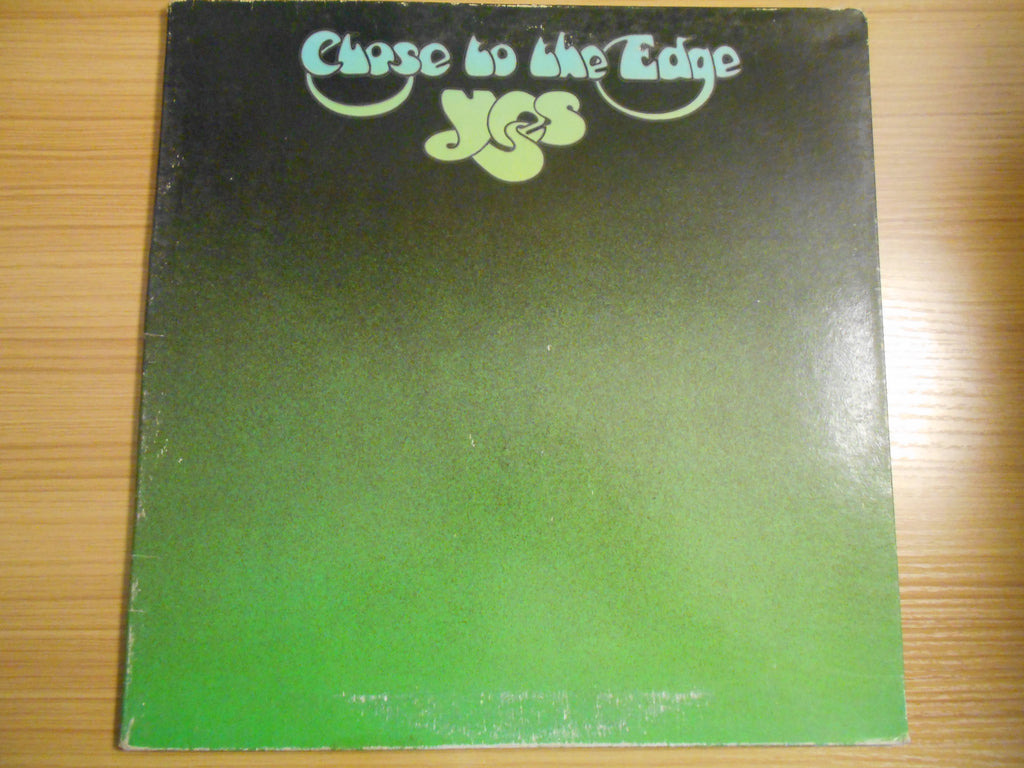 Close to the Edge
Yes